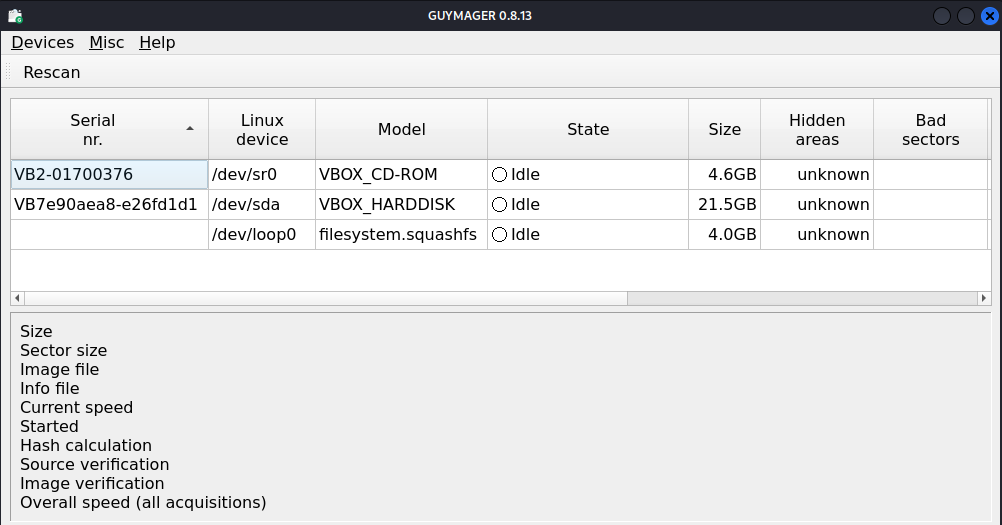 GUYMAGER 0.8.13
Devices Misc Help
Rescan
Serial nr. Linux device Model State Size Hidden areas Bad sectors
VB2-01700376 /dev/sr0 VBOX_CD-ROM Idle 4.6GB unknown
VB7e90aea8-e26fd1d1 /dev/sda VBOX_HARDDISK Idle 21.5GB unknown
/dev/loop0 filesystem.squashfs Idle 4.0GB unknown
Size
Sector size
Image file
Info file
Current speed
Started
Hash calculation
Source verification
Image verification
Overall speed (all acquisitions)